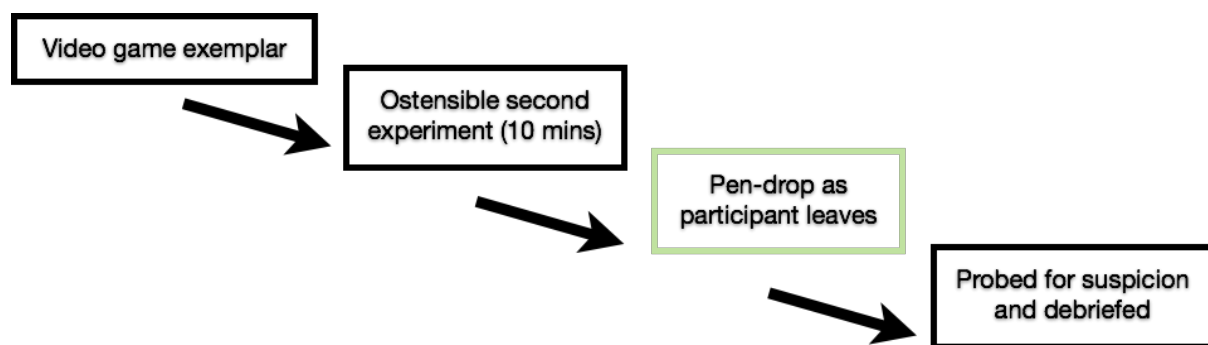 Video game exemplar
Ostensible second
experiment (10 mins)
Pen-drop as
participant leaves
Probed for suspicion
and debriefed